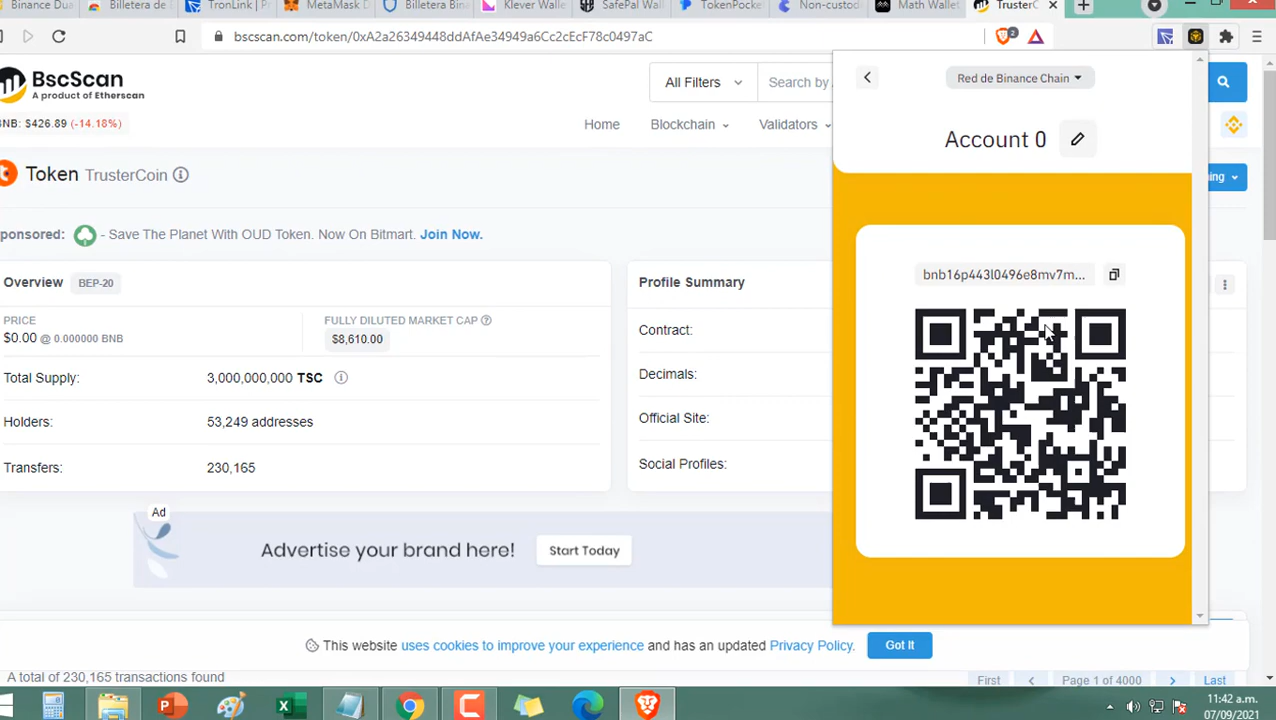 Binance Dua
Billetera de
TronLink | P
MetaMask D
Billetera Bin
Klever Walle
SafePal Wall
TokenPocke
Non-custod
Math Wallet
TrusterC
bscscan.com/token/0xA2a26349448ddAfAe34949a6Cc2cEcF78c0497aC
2
BscScan
A product of Etherscan
BNB: $426.89 (-14.18%)
All Filters
Search by
Home
Blockchain
Validators
Token TrusterCoin
ning
ponsored:
- Save The Planet With OUD Token. Now On Bitmart. Join Now.
Overview BEP-20
PRICE
$0.00 @ 0.000000 BNB
FULLY DILUTED MARKET CAP
$8,610.00
Total Supply: 3,000,000,000 TSC
Holders: 53,249 addresses
Transfers: 230,165
Profile Summary
Contract:
Decimals:
Official Site:
Social Profiles:
Red de Binance Chain
Account 0
bnb16p443l0496e8mv7m...
Ad
Advertise your brand here!
Start Today
This website uses cookies to improve your experience and has an updated Privacy Policy.
Got It
A total of 230,165 transactions found
First
Page 1 of 4000
Last
11:42 a.m.
07/09/2021